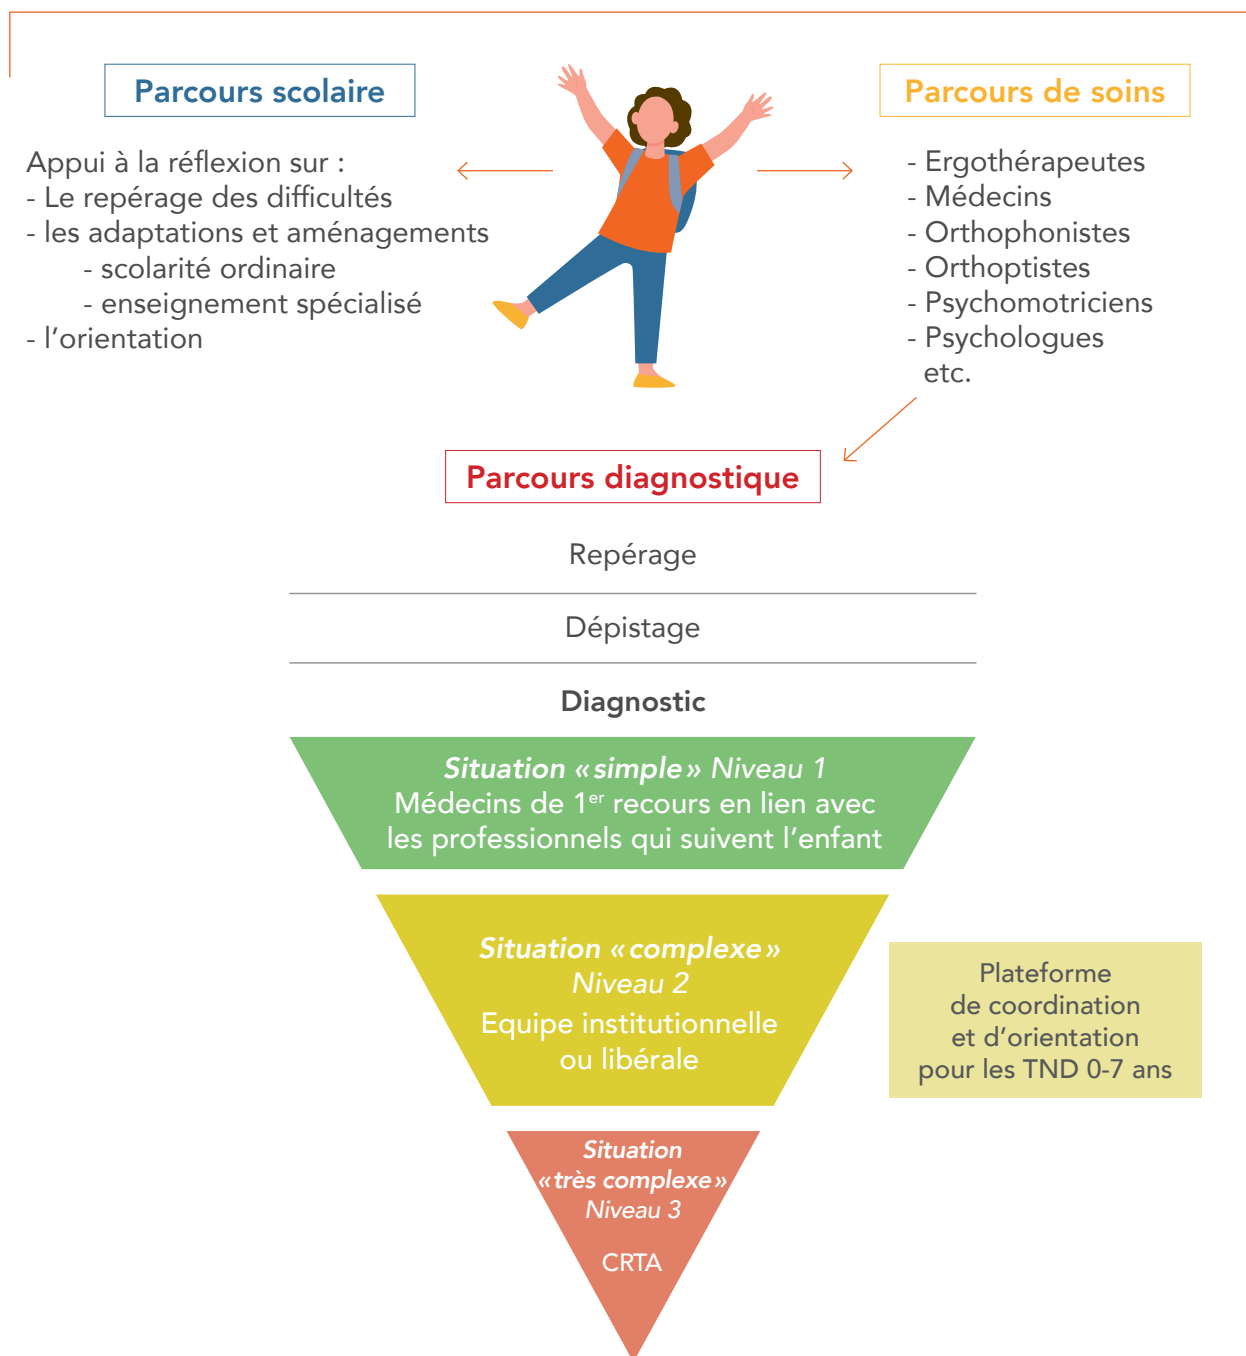 Parcours scolaire
Appui à la réflexion sur :
- Le repérage des difficultés
- les adaptations et aménagements
- scolarité ordinaire
- enseignement spécialisé
- l’orientation
Parcours de soins
- Ergothérapeutes
- Médecins
- Orthophonistes
- Orthoptistes
- Psychomotriciens
- Psychologues
etc.
Parcours diagnostique
Repérage
Dépistage
Diagnostic
Situation « simple » Niveau 1
Médecins de 1er recours en lien avec
les professionnels qui suivent l’enfant
Situation « complexe »
Niveau 2
Equipe institutionnelle
ou libérale
Plateforme
de coordination
et d’orientation
pour les TND 0-7 ans
Situation
« très complexe »
Niveau 3
CRTA